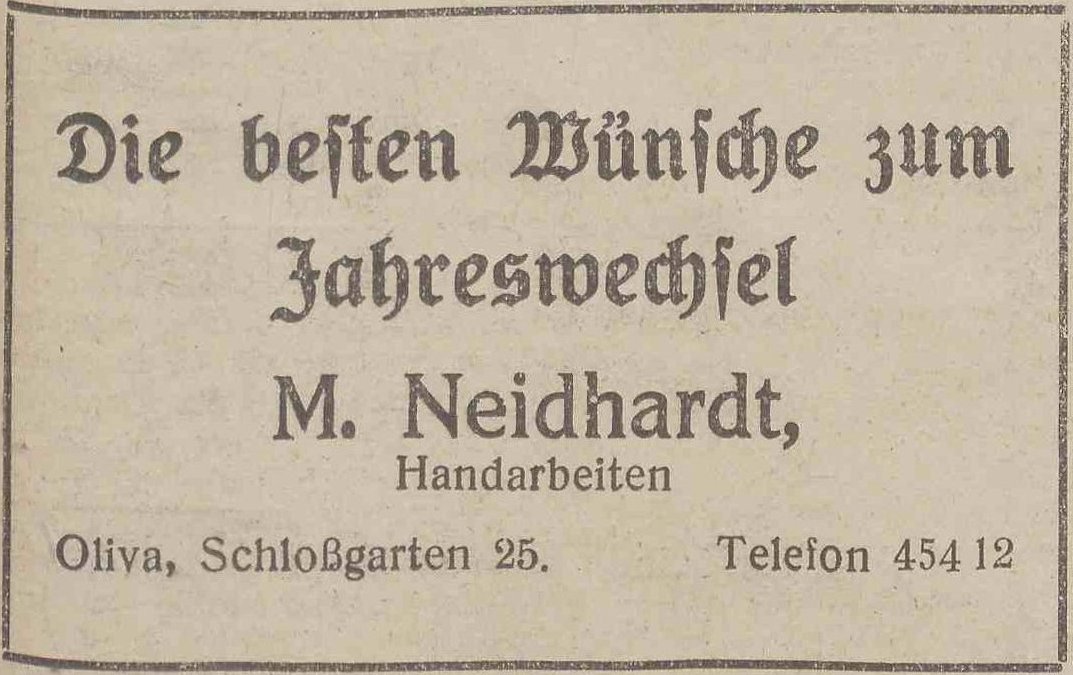 Die besten Wünsche zum
Jahreswechsel
M. Neidhardt,
Handarbeiten
Oliva, Schloßgarten 25. Telefon 454 12